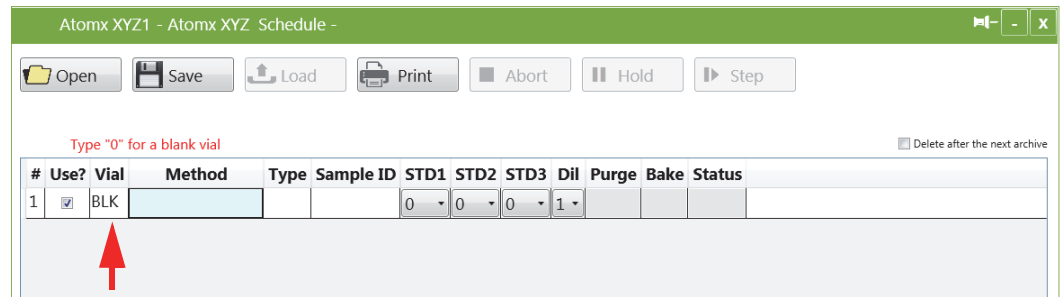 Atomx XYZ1 - Atomx XYZ Schedule -
- x
Open Save Load Print Abort Hold Step
Type "0" for a blank vial
Delete after the next archive
# Use? Vial Method Type Sample ID STD1 STD2 STD3 Dil Purge Bake Status
1 BLK 0 0 0 1